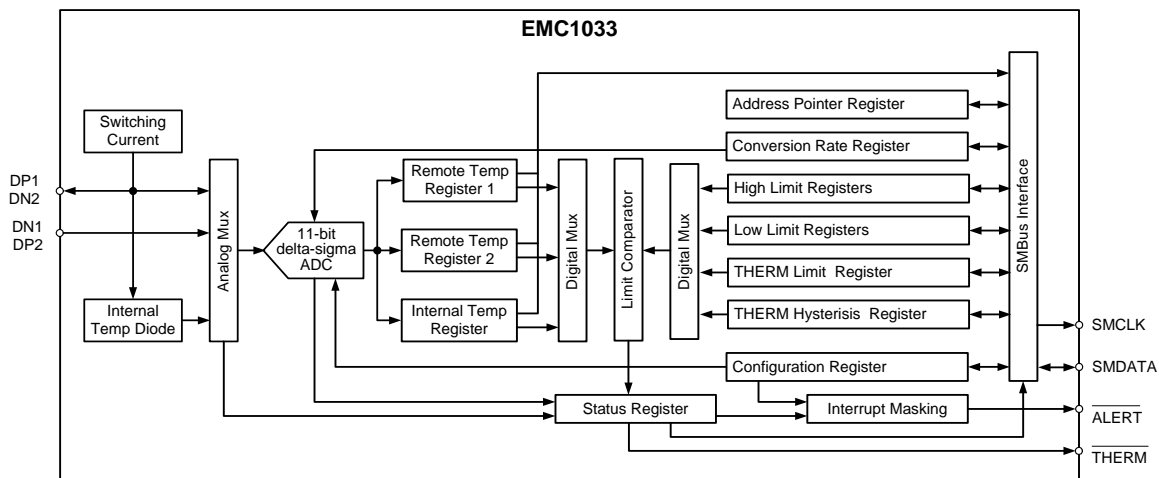 EMC1033
Switching
Current
DP1
DN2
DN1
DP2
Internal
Temp Diode
Analog Mux
11-bit
delta-sigma
ADC
Remote Temp
Register 1
Remote Temp
Register 2
Internal Temp
Register
Digital Mux
Limit Comparator
Digital Mux
Address Pointer Register
Conversion Rate Register
High Limit Registers
Low Limit Registers
THERM Limit Register
THERM Hysterisis Register
Configuration Register
Status Register
Interrupt Masking
SMBus Interface
SMCLK
SMDATA
ALERT
THERM